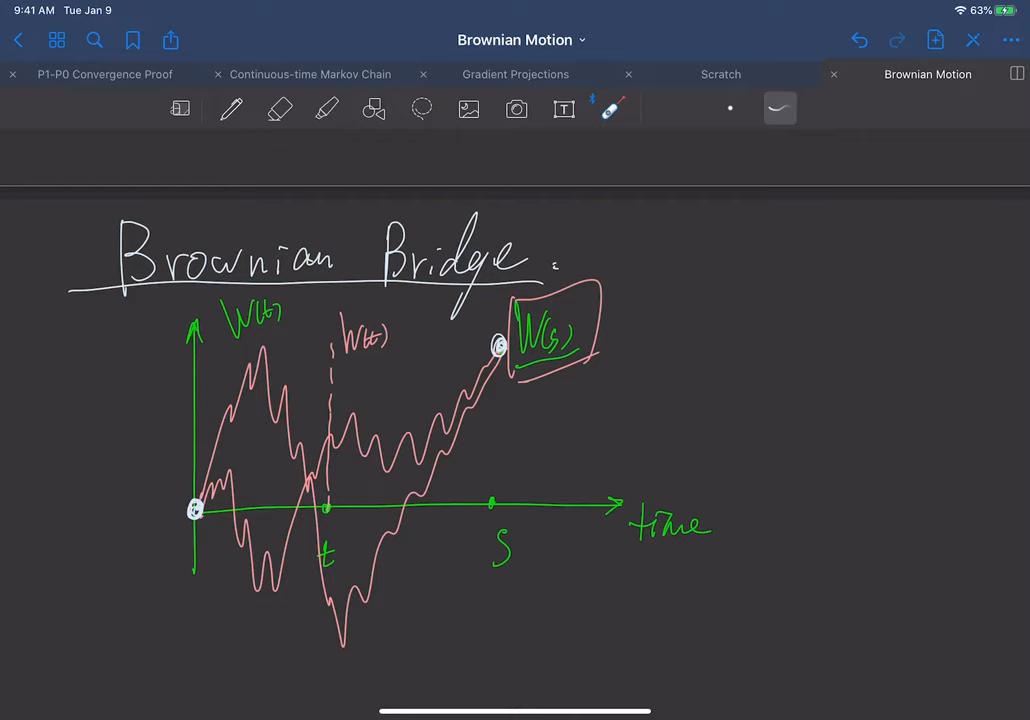 9:41 AM Tue Jan 9
63%
Brownian Motion
P1-P0 Convergence Proof
Continuous-time Markov Chain
Gradient Projections
Scratch
Brownian Motion
T
Brownian Bridge.
W(t)
W(t)
W(s)
t
S
time